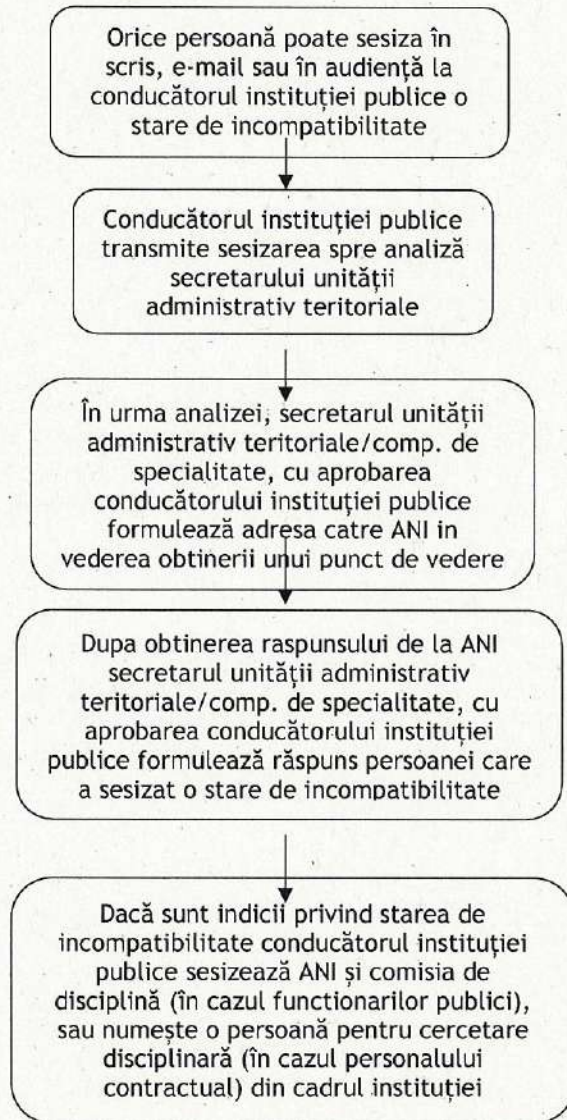 Orice persoană poate sesiza în
scris, e-mail sau în audiență la
conducătorul instituției publice o
stare de incompatibilitate
Conducătorul instituției publice
transmite sesizarea spre analiză
secretarului unității
administrativ teritoriale
În urma analizei, secretarul unității
administrativ teritoriale/comp. de
specialitate, cu aprobarea
conducătorului instituției publice
formulează adresa catre ANI in
vederea obtinerii unui punct de vedere
Dupa obtinerea raspunsului de la ANI
secretarul unității administrativ
teritoriale/comp. de specialitate, cu
aprobarea conducătorului instituției
publice formulează răspuns persoanei care
a sesizat o stare de incompatibilitate
Dacă sunt indicii privind starea de
incompatibilitate conducătorul instituției
publice sesizează ANI și comisia de
disciplină (în cazul functionarilor publici),
sau numește o persoană pentru cercetare
disciplinară (în cazul personalului
contractual) din cadrul instituției